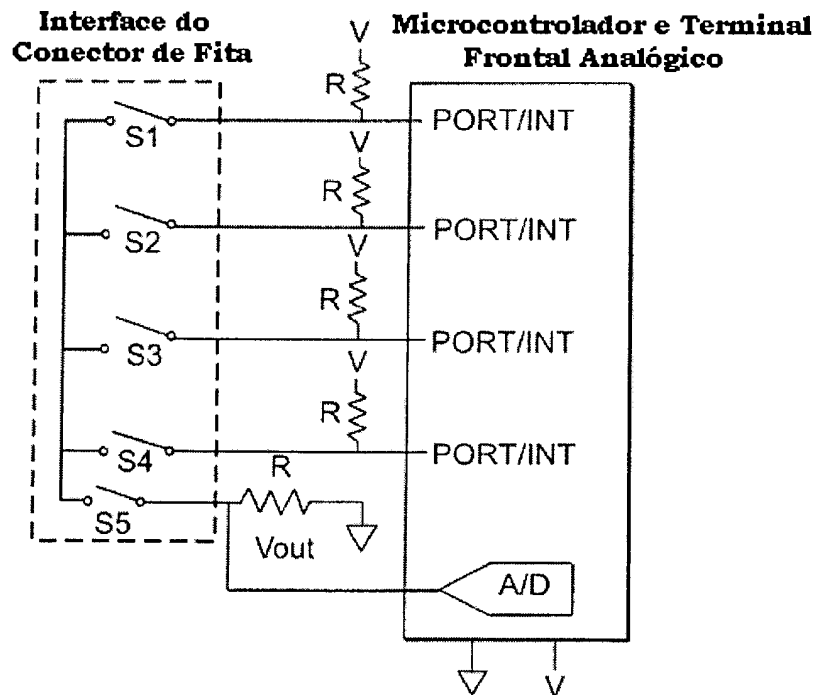 Interface do
Conector de Fita
Microcontrolador e Terminal
Frontal Analógico
V
R
S1
PORT/INT
V
R
S2
PORT/INT
V
R
S3
PORT/INT
V
R
S4
PORT/INT
R
S5
Vout
A/D
V